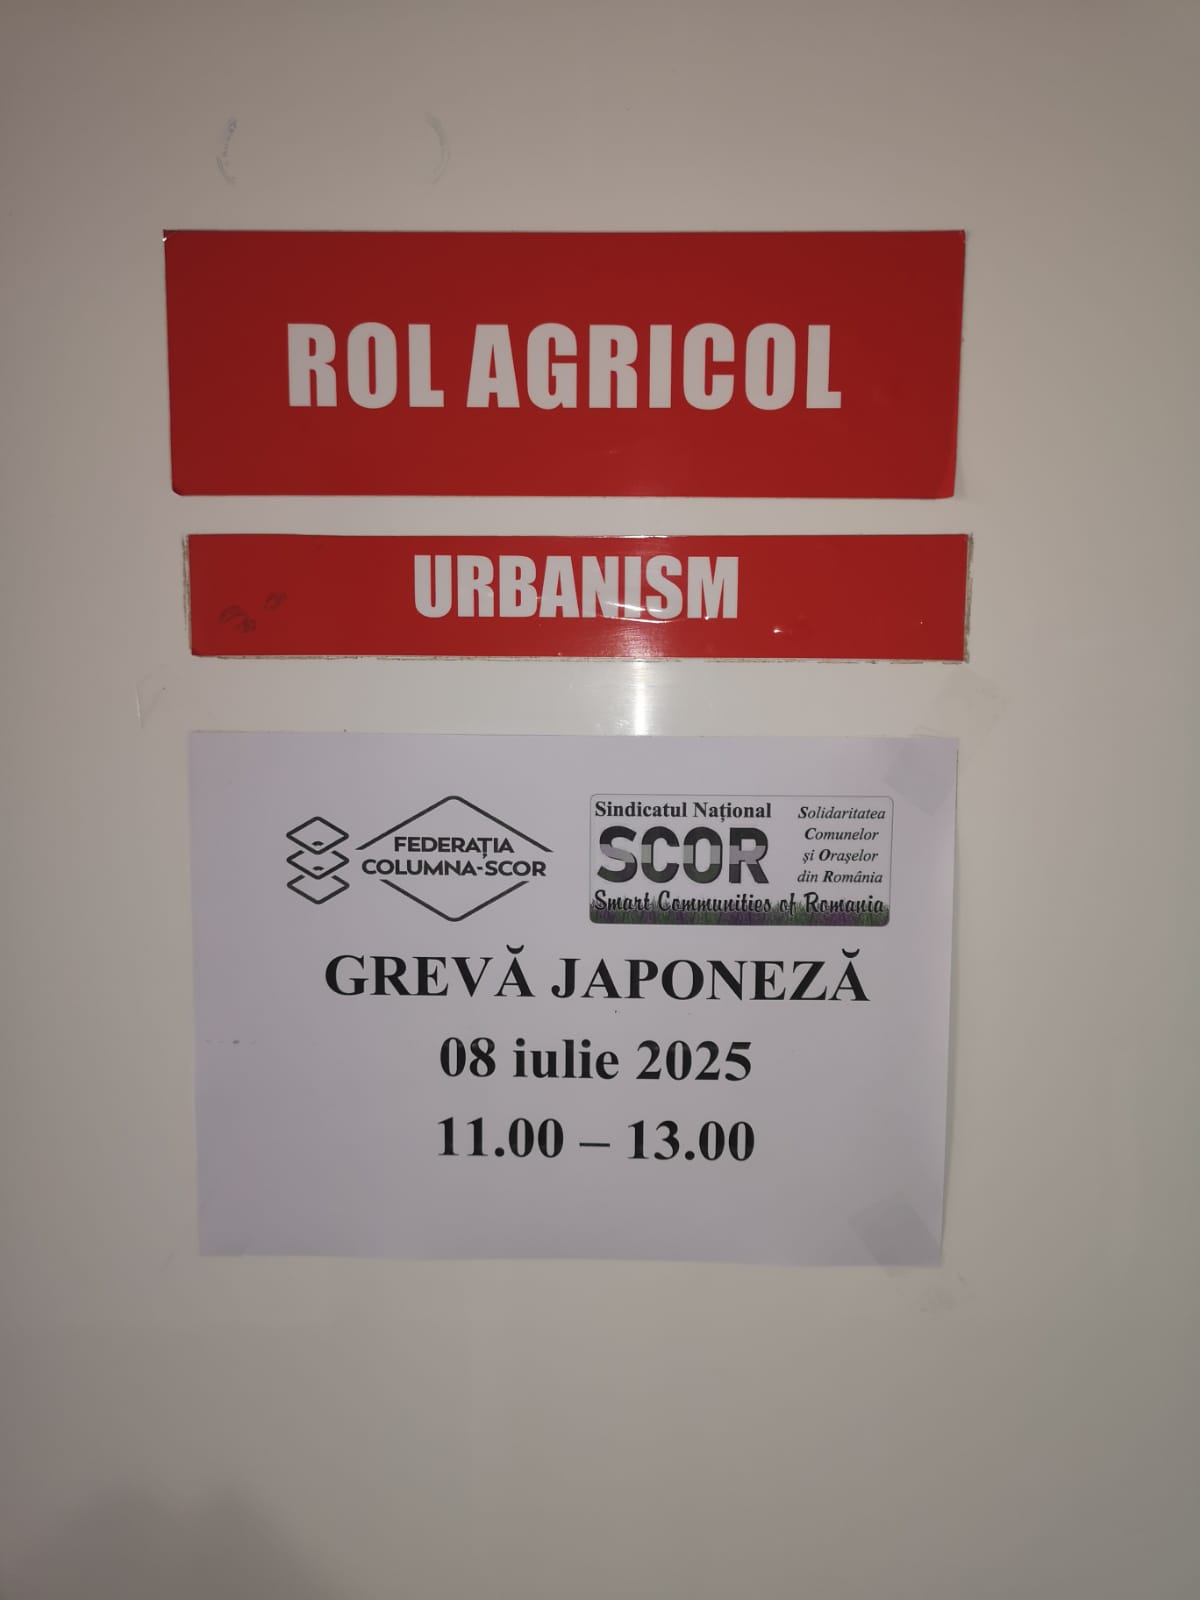 ROL AGRICOL
URBANISM
FEDERAȚIA
COLUMNA-SCOR
Sindicatul Național
SCOR
Solidaritatea
Comunelor
și Orașelor
din România
Smart Communities of Romania
GREVĂ JAPONEZĂ
08 iulie 2025
11.00 – 13.00